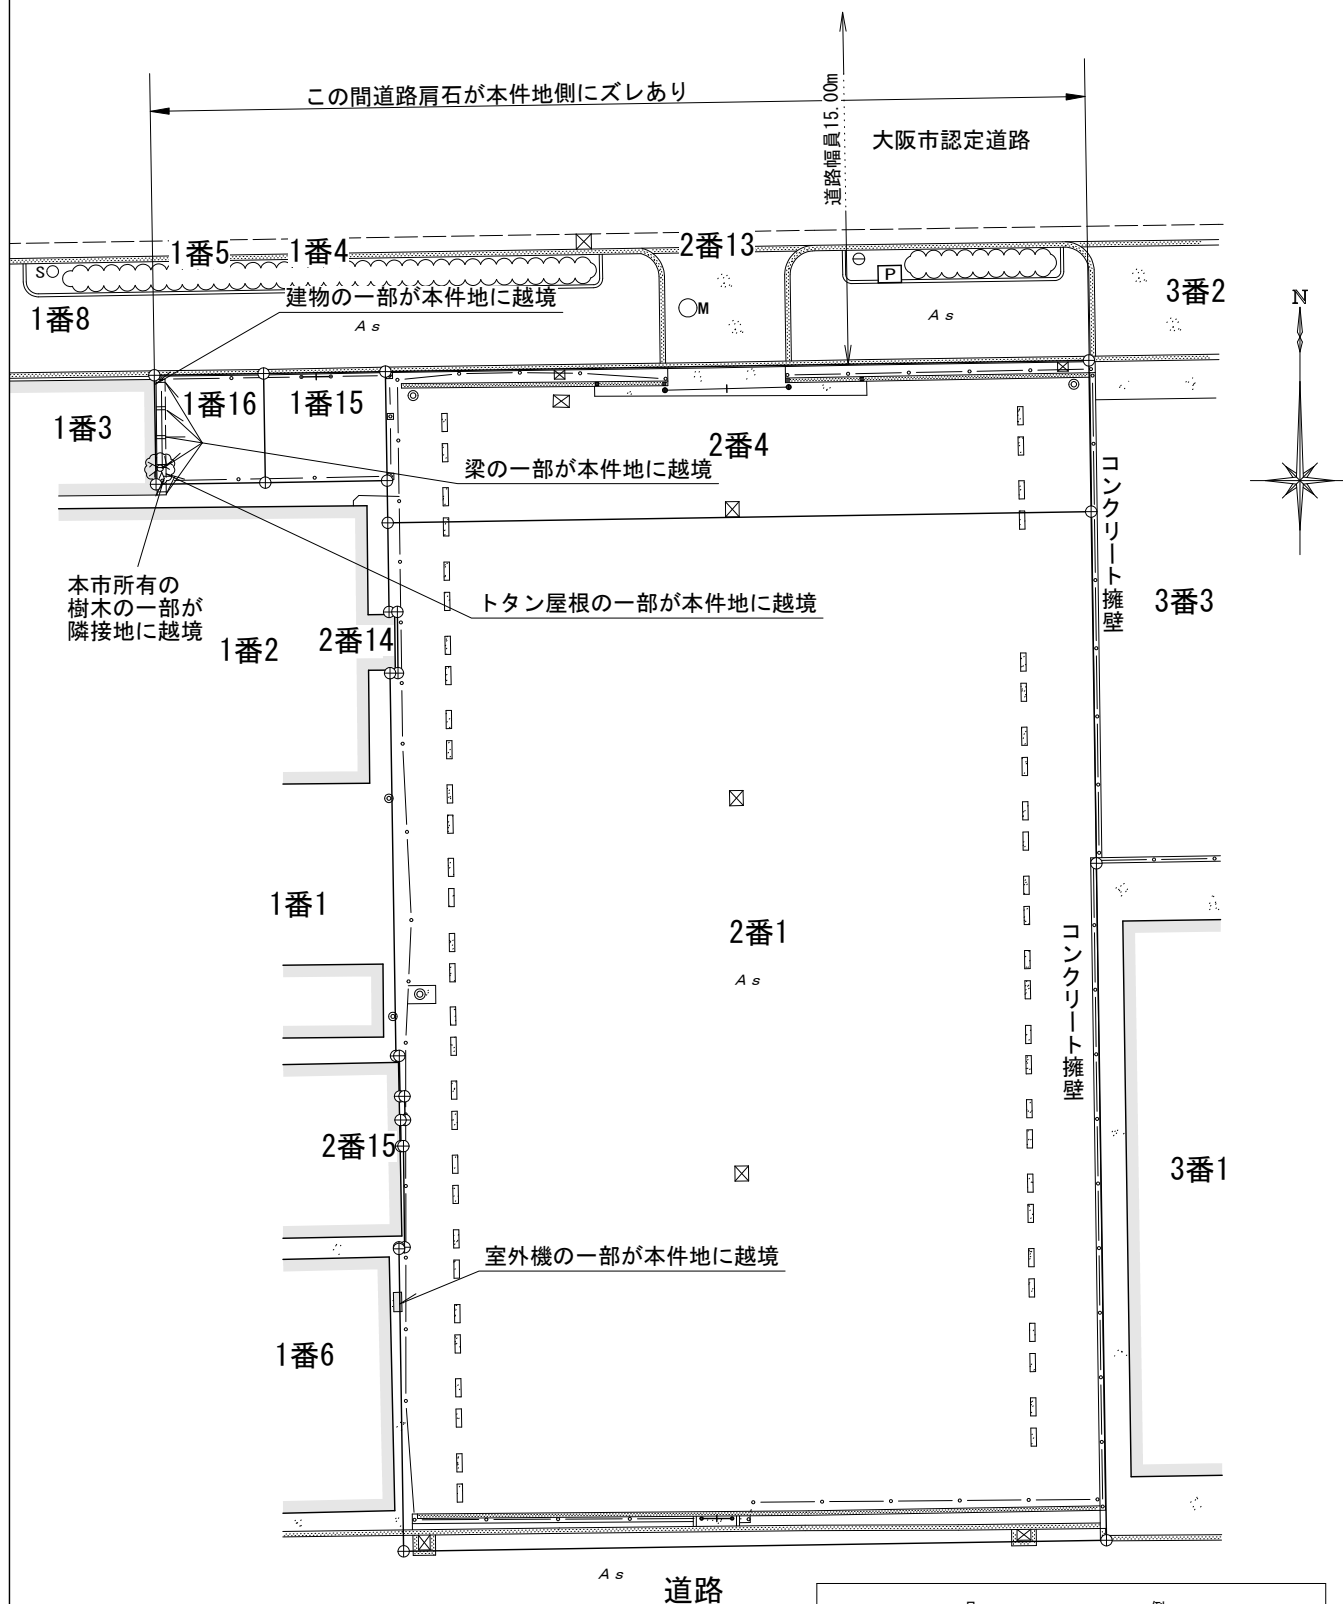 この間道路肩石が本件地側にズレあり
道路幅員15.00m
大阪市認定道路
N
1番5
1番4
2番13
S
P
3番2
1番8
建物の一部が本件地に越境
M
As
As
1番3
1番16
1番15
2番4
梁の一部が本件地に越境
コンクリート擁壁
本市所有の
樹木の一部が
隣接地に越境
トタン屋根の一部が本件地に越境
3番3
1番2
2番14
1番1
2番1
As
コンクリート擁壁
2番15
3番1
室外機の一部が本件地に越境
1番6
As
道路